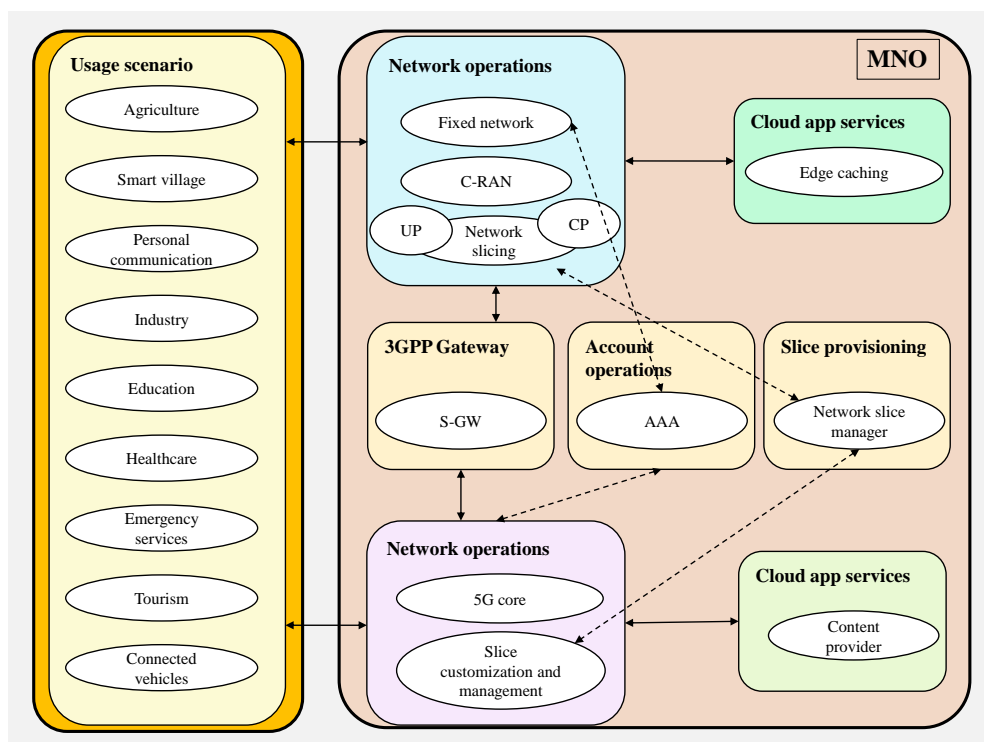 Usage scenario
Agriculture
Smart village
Personal
communication
Industry
Education
Healthcare
Emergency
services
Tourism
Connected
vehicles
MNO
Network operations
Fixed network
C-RAN
UP
Network
slicing
CP
Cloud app services
Edge caching
3GPP Gateway
S-GW
Account
operations
AAA
Slice provisioning
Network slice
manager
Network operations
5G core
Slice
customization and
management
Cloud app services
Content
provider